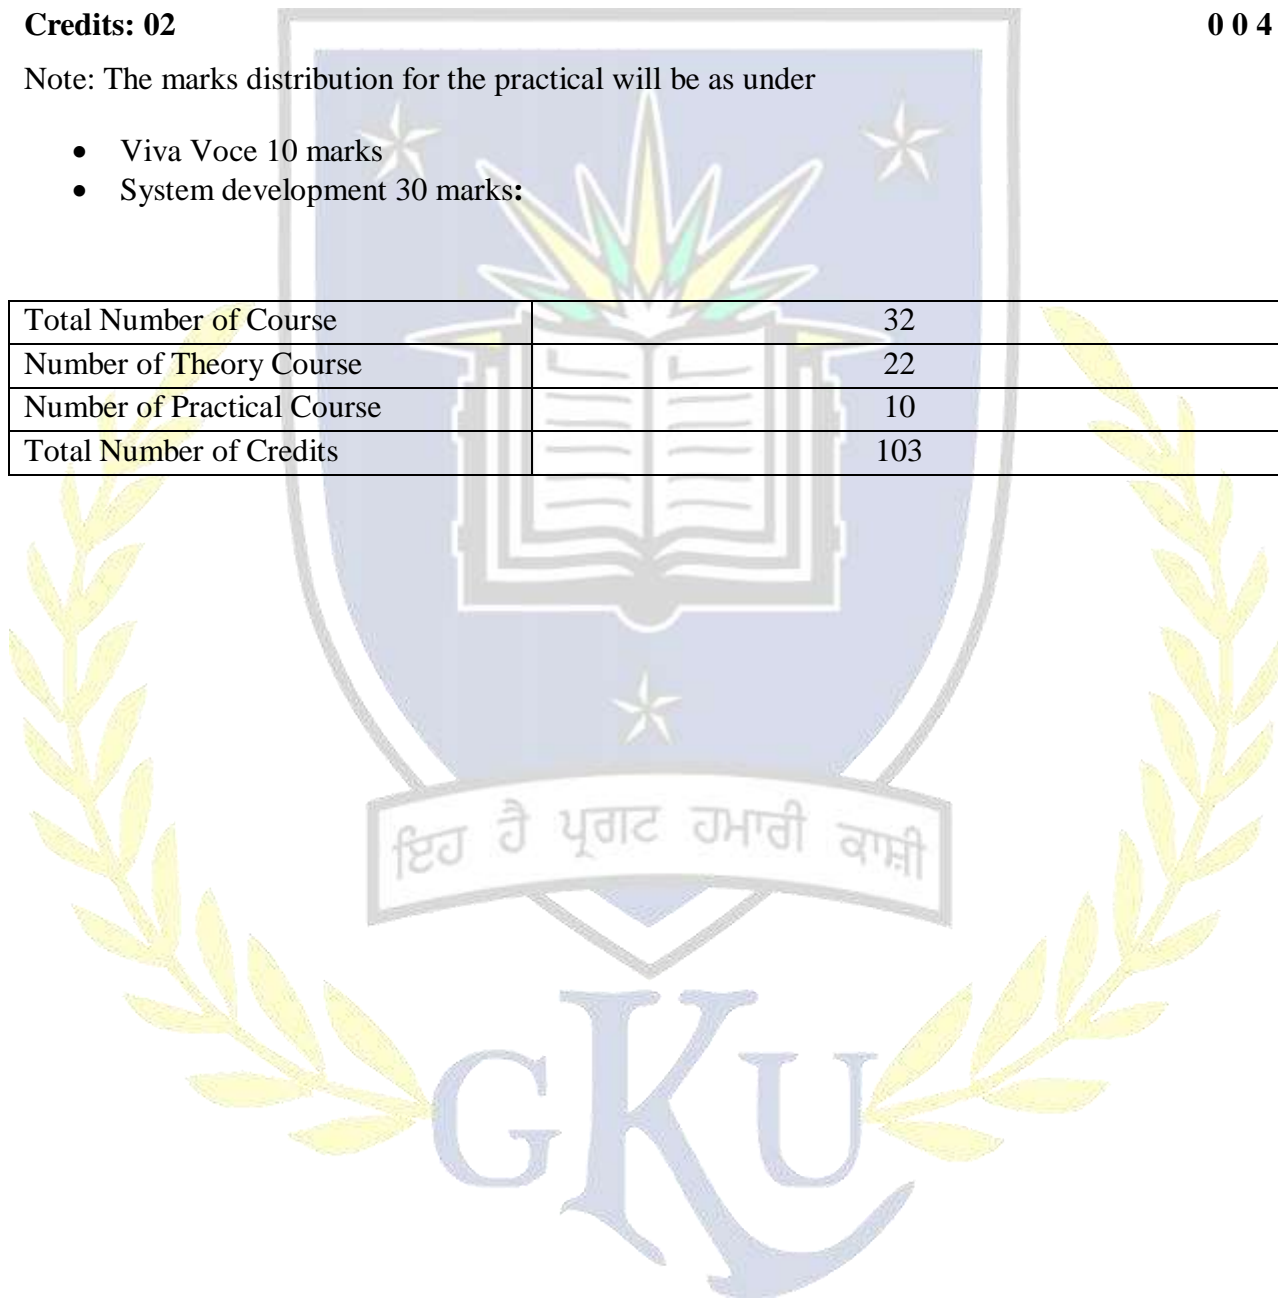 Credits: 02 0 0 4
Note: The marks distribution for the practical will be as under
• Viva Voce 10 marks
• System development 30 marks:
Total Number of Course 32
Number of Theory Course 22
Number of Practical Course 10
Total Number of Credits 103
ਇਹ ਹੈ ਪ੍ਰਗਟ ਹਮਾਰੀ ਕਾਸ਼ੀ
GKU